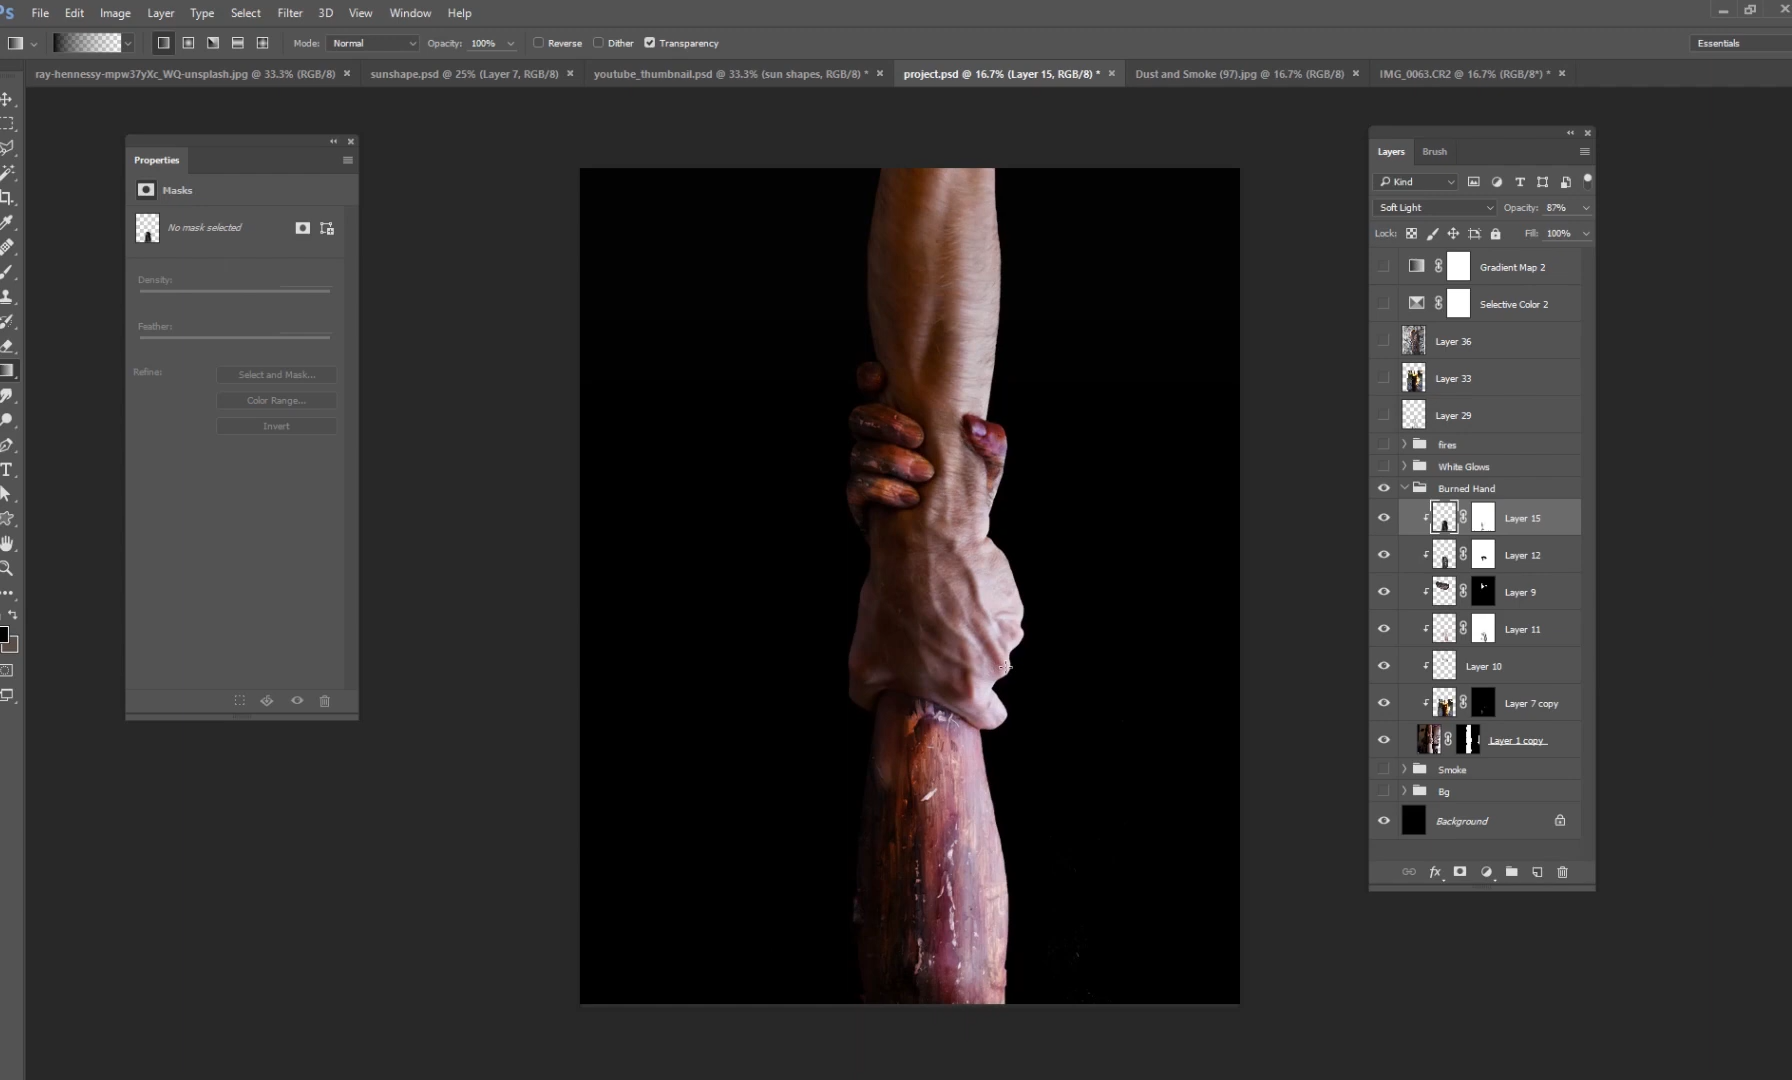 Ps File Edit Image Layer Type Select Filter 3D View Window Help
Mode: Normal Opacity: 100% Reverse Dither Transparency Essentials
ray-hennessy-mpw37yXc_WQ-unsplash.jpg @ 33.3% (RGB/8) × sunshape.psd @ 25% (Layer 7, RGB/8) × youtube_thumbnail.psd @ 33.3% (sun shapes, RGB/8) * × project.psd @ 16.7% (Layer 15, RGB/8) * × Dust and Smoke (97).jpg @ 16.7% (RGB/8) × IMG_0063.CR2 @ 16.7% (RGB/8*) * ×
Properties
Masks
No mask selected
Density:
Feather:
Refine: Select and Mask...
Color Range...
Invert
Layers Brush
Kind
Soft Light Opacity: 87%
Lock: Fill: 100%
Gradient Map 2
Selective Color 2
Layer 36
Layer 33
Layer 29
fires
White Glows
Burned Hand
Layer 15
Layer 12
Layer 9
Layer 11
Layer 10
Layer 7 copy
Layer 1 copy
Smoke
Bg
Background
fx